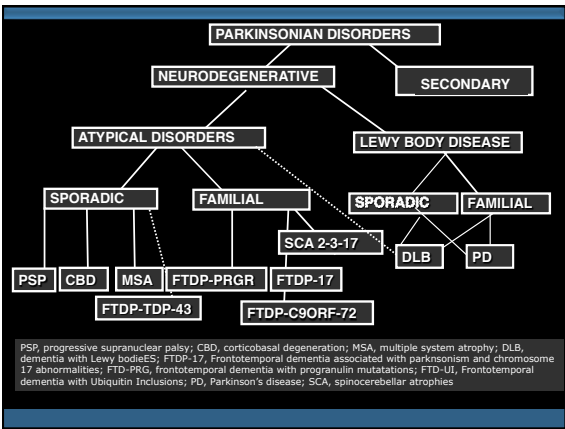 PARKINSONIAN DISORDERS
NEURODEGENERATIVE
SECONDARY
ATYPICAL DISORDERS
LEWY BODY DISEASE
SPORADIC
FAMILIAL
SPORADIC
FAMILIAL
SCA 2-3-17
DLB
PD
PSP
CBD
MSA
FTDP-PRGR
FTDP-17
FTDP-TDP-43
FTDP-C9ORF-72
PSP, progressive supranuclear palsy; CBD, corticobasal degeneration; MSA, multiple system atrophy; DLB,
dementia with Lewy bodieES; FTDP-17, Frontotemporal dementia associated with parknsonism and chromosome
17 abnormalities; FTD-PRG, frontotemporal dementia with progranulin mutatations; FTD-UI, Frontotemporal
dementia with Ubiquitin Inclusions; PD, Parkinson's disease; SCA, spinocerebellar atrophies